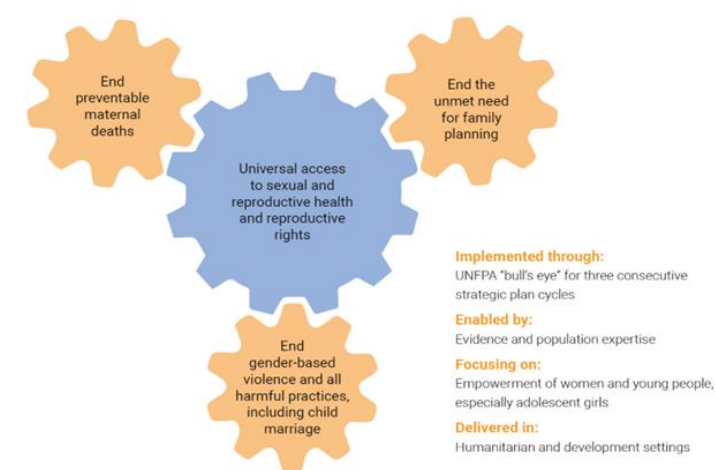 End
preventable
maternal
deaths
End the
unmet need
for family
planning
Universal access
to sexual and
reproductive health
and reproductive
rights
End
gender-based
violence and all
harmful practices,
including child
marriage
Implemented through:
UNFPA "bull's eye" for three consecutive
strategic plan cycles
Enabled by:
Evidence and population expertise
Focusing on:
Empowerment of women and young people,
especially adolescent girls
Delivered in:
Humanitarian and development settings